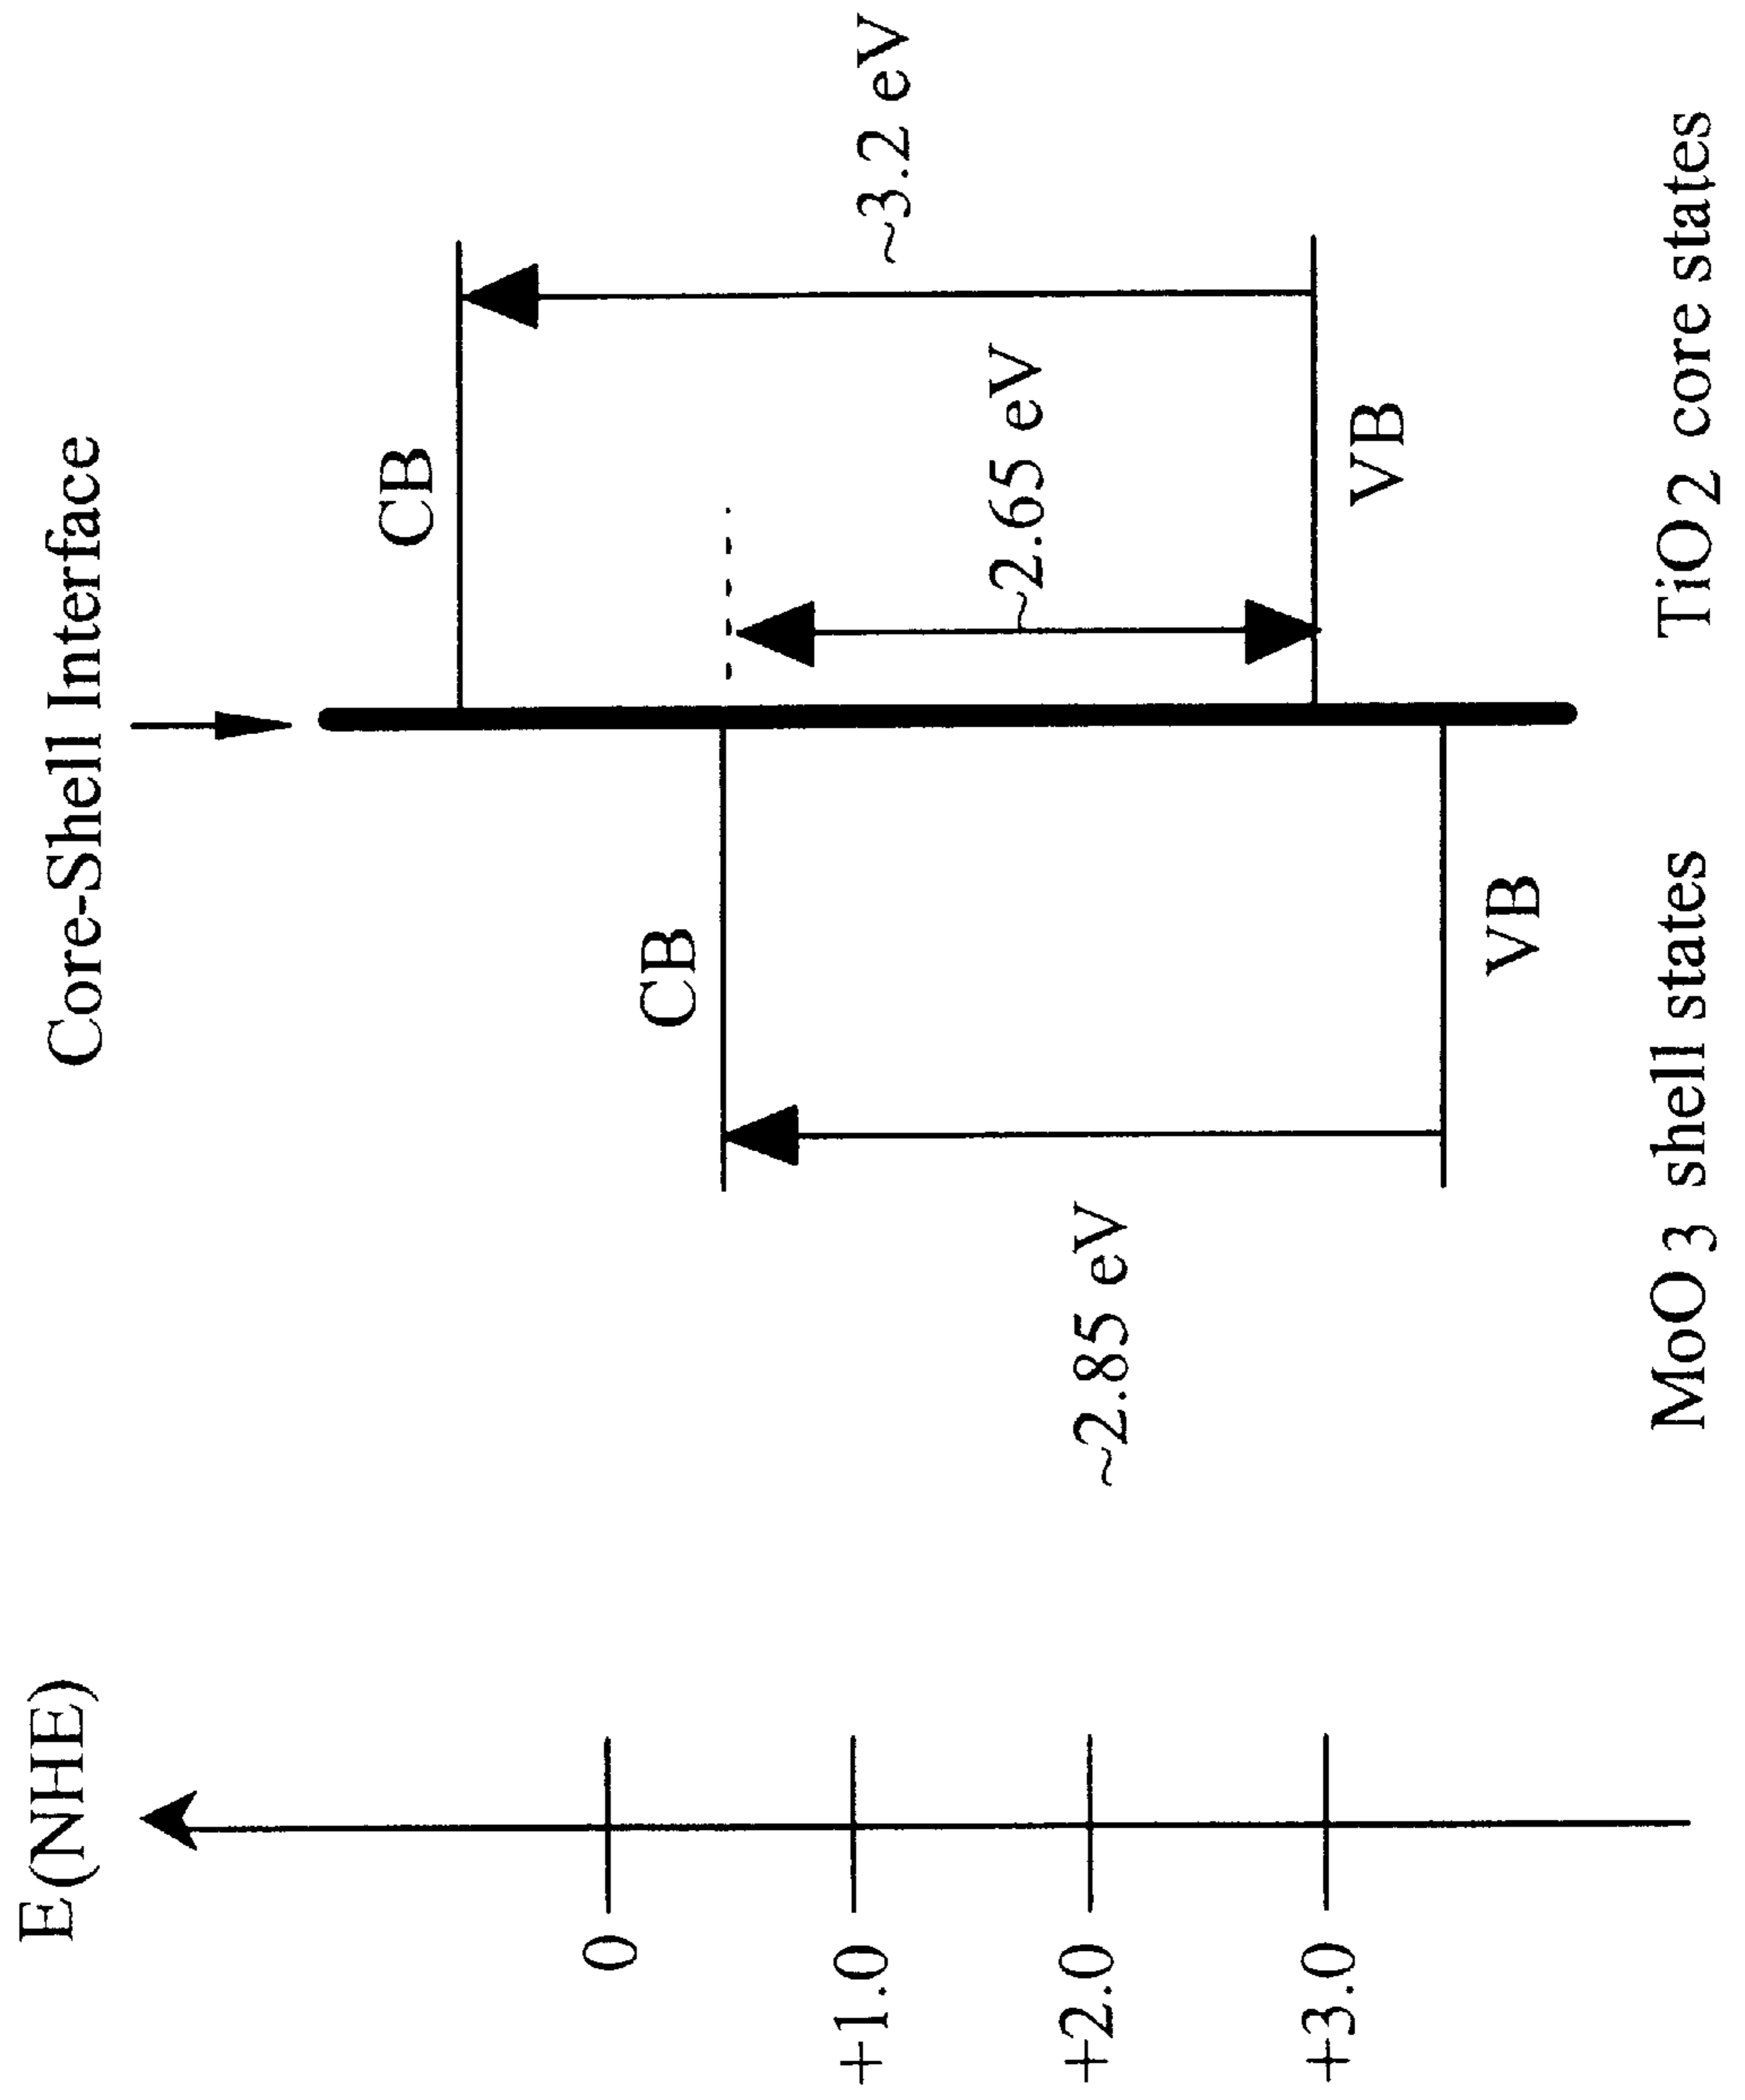 E(NHE)
0
+1.0
+2.0
+3.0
Core-Shell Interface
CB
~2.85 eV
VB
MoO3 shell states
CB
~3.2 eV
~2.65 eV
VB
TiO2 core states